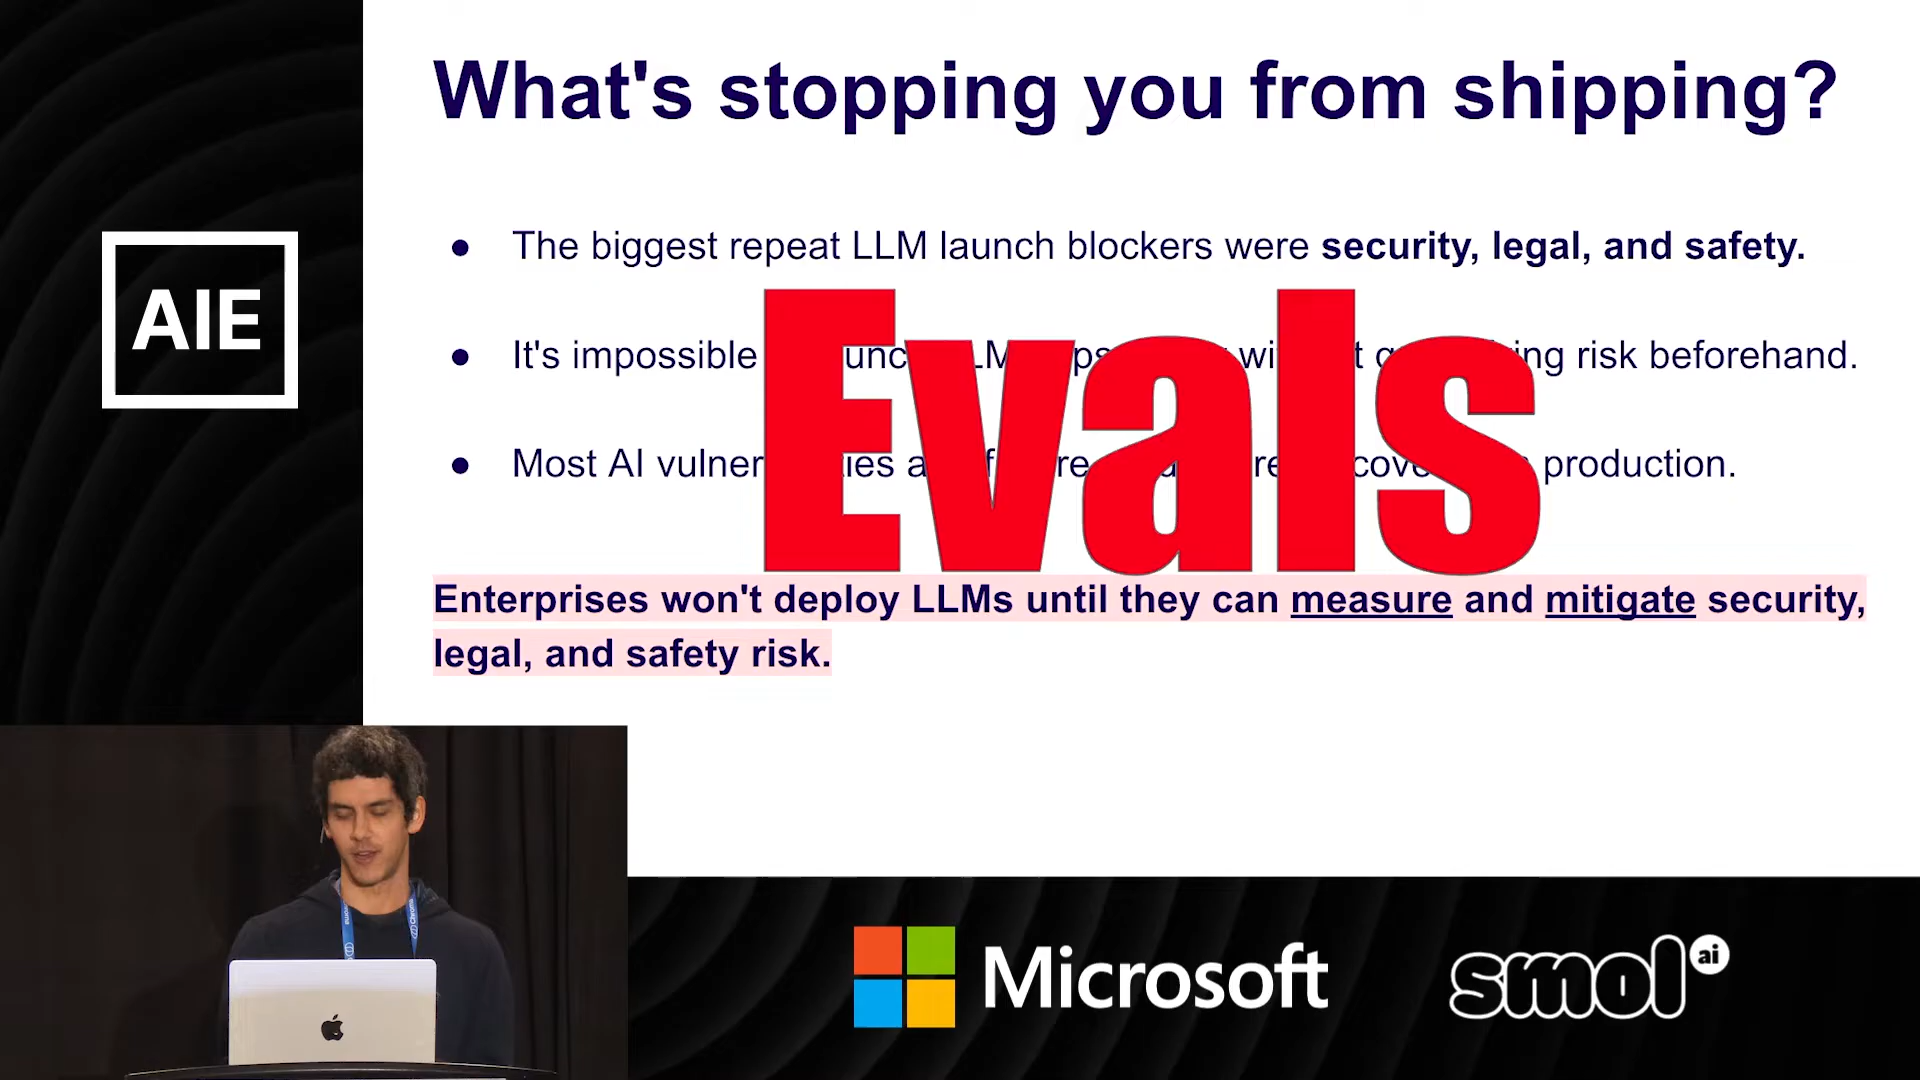 What's stopping you from shipping?
AIE
● The biggest repeat LLM launch blockers were security, legal, and safety.
Evals
● It's impossible risk beforehand.
● Most AI production.
Enterprises won't deploy LLMs until they can measure and mitigate security,
legal, and safety risk.
Chroma
Microsoft
smol ai